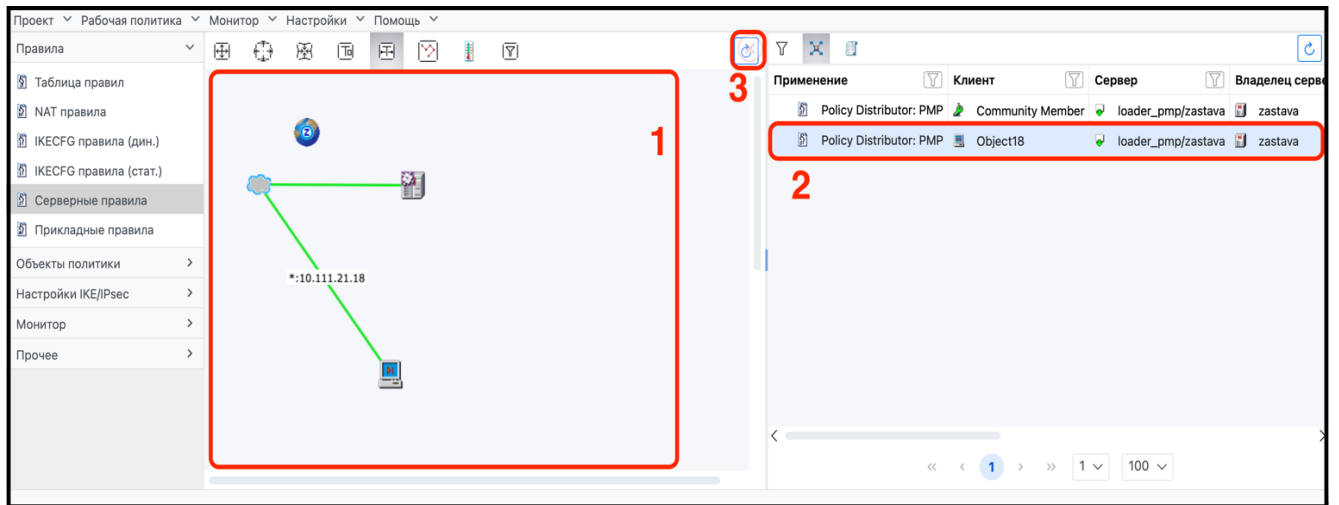 Проект Рабочая политика Монитор Настройки Помощь
Правила
Таблица правил
NAT правила
IKECFG правила (дин.)
IKECFG правила (стат.)
Серверные правила
Прикладные правила
Объекты политики
Настройки IKE/IPsec
Монитор
Прочее
1
*:10.111.21.18
3
Применение Клиент Сервер Владелец серве
Policy Distributor: PMP Community Member loader_pmp/zastava zastava
Policy Distributor: PMP Object18 loader_pmp/zastava zastava
2
1 1 100